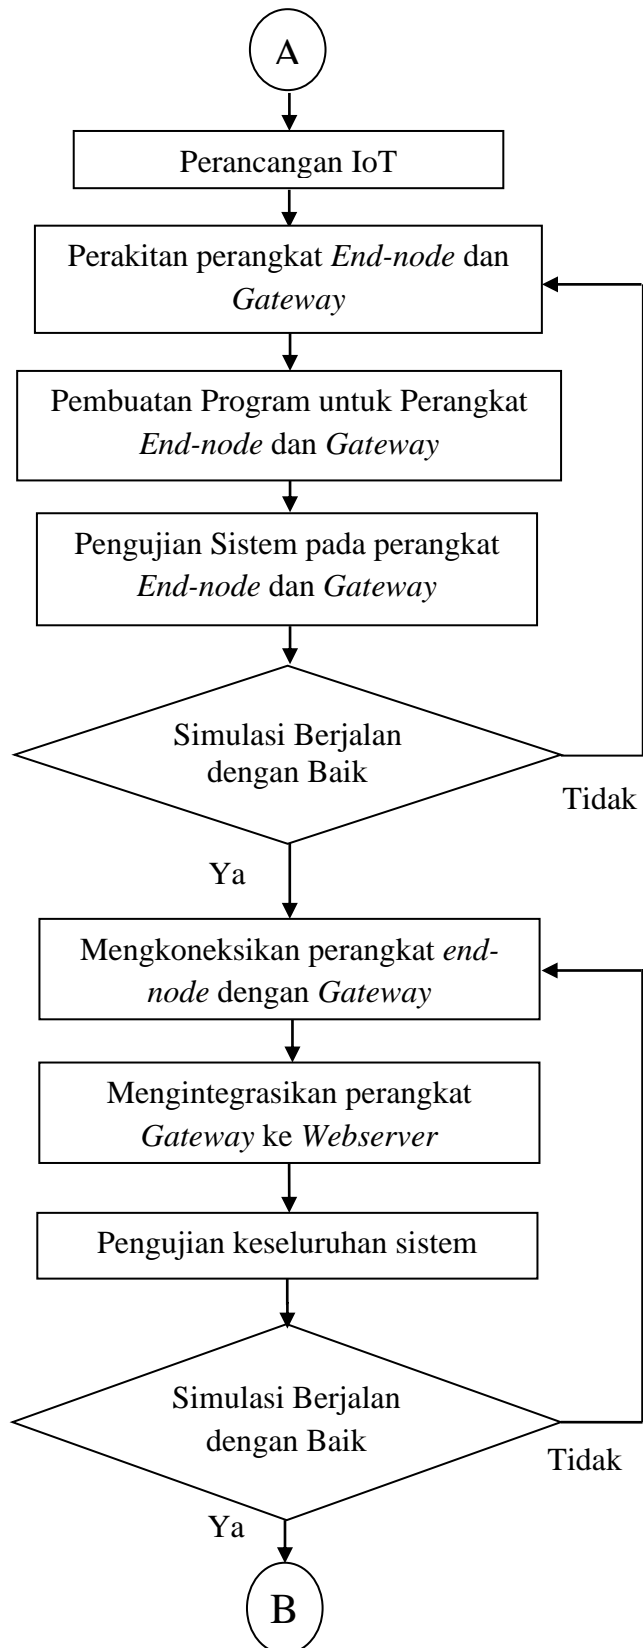 A
Perancangan IoT
Perakitan perangkat End-node dan
Gateway
Pembuatan Program untuk Perangkat
End-node dan Gateway
Pengujian Sistem pada perangkat
End-node dan Gateway
Simulasi Berjalan
dengan Baik
Tidak
Ya
Mengkoneksikan perangkat end-
node dengan Gateway
Mengintegrasikan perangkat
Gateway ke Webserver
Pengujian keseluruhan sistem
Simulasi Berjalan
dengan Baik
Tidak
Ya
B